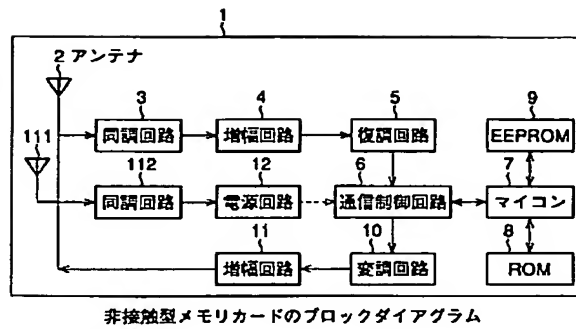 1
2 アンテナ
3
4
5
9
同調回路
増幅回路
復調回路
EEPROM
111
112
12
6
7
同調回路
電源回路
通信制御回路
マイコン
11
10
8
増幅回路
変調回路
ROM
非接触型メモリカードのブロックダイアグラム